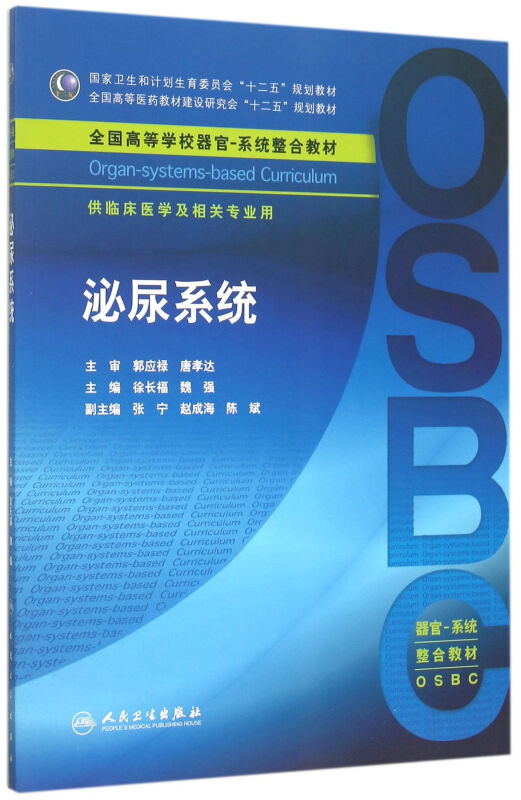 国家卫生和计划生育委员会“十二五”规划教材
全国高等医药教材建设研究会“十二五”规划教材
全国高等学校器官-系统整合教材
Organ-systems-based Curriculum
供临床医学及相关专业用
泌尿系统
主 审 郭应禄 唐孝达
主 编 徐长福 魏 强
副主编 张 宁 赵成海 陈 斌
OSBC
器官-系统
整合教材
OSBC
人民卫生出版社
PEOPLE'S MEDICAL PUBLISHING HOUSE
泌尿系统